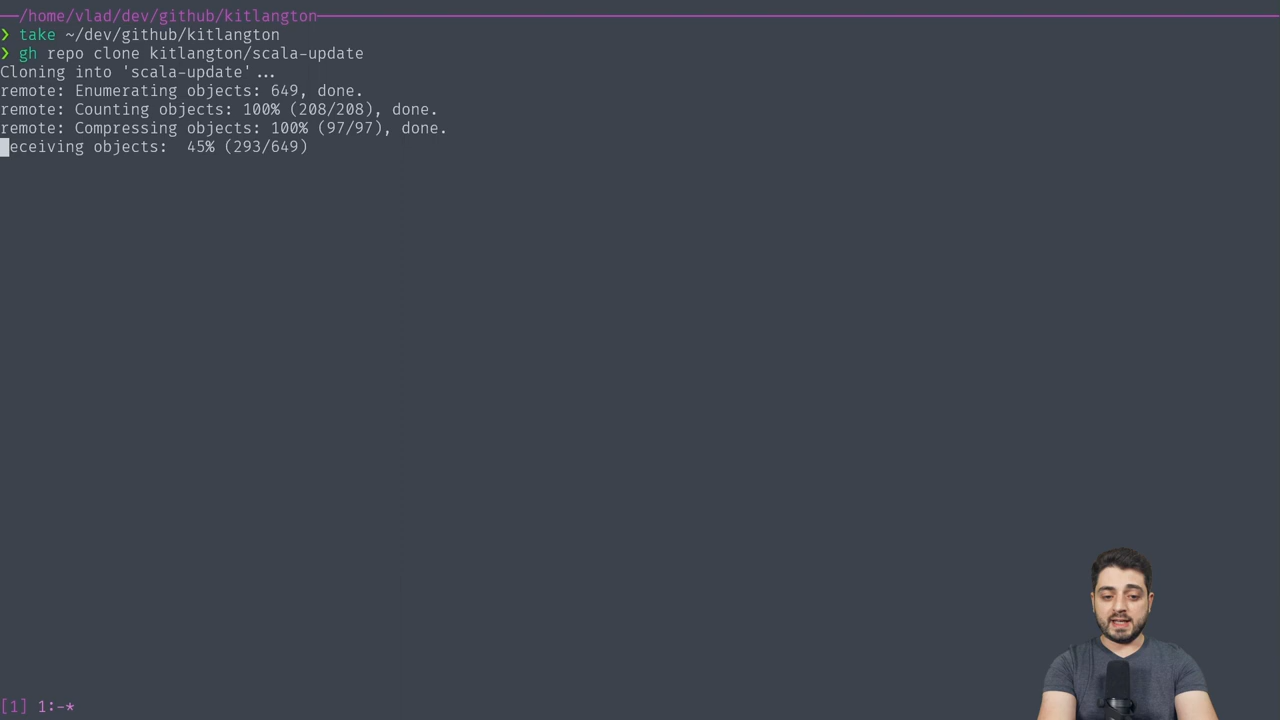 /home/vlad/dev/github/kitlangton
❯ take ~/dev/github/kitlangton
❯ gh repo clone kitlangton/scala-update
Cloning into 'scala-update'...
remote: Enumerating objects: 649, done.
remote: Counting objects: 100% (208/208), done.
remote: Compressing objects: 100% (97/97), done.
eceiving objects:  45% (293/649)
[1] 1:-*